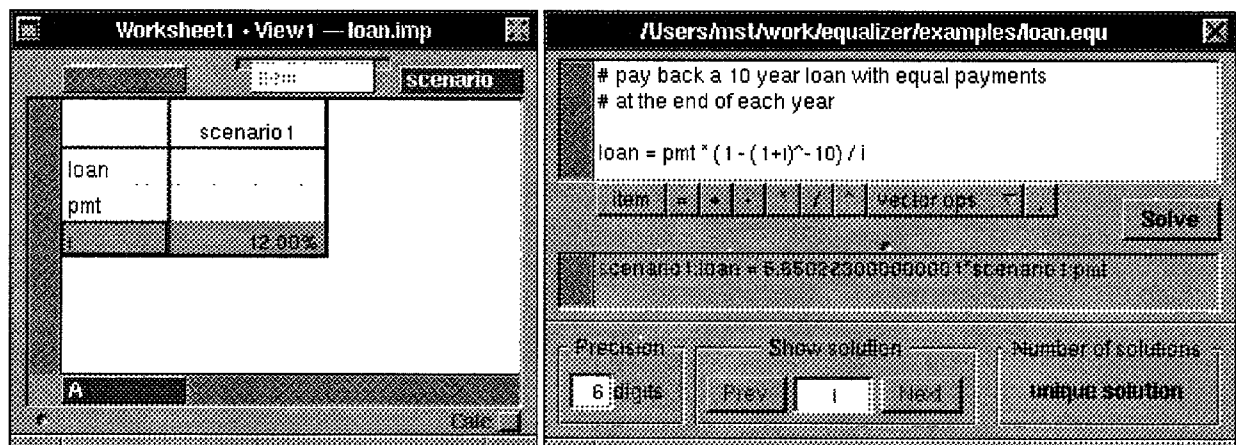 Worksheet1 • View1 — loan.imp
item
scenario
scenario1
loan
pmt
i 12.00%
A
Calc
/Users/mst/work/equalizer/examples/loan.equ
# pay back a 10 year loan with equal payments
# at the end of each year
loan = pmt * ( 1 - ( 1+i)^- 10) / i
item = + - * / ^ vector ops .
Solve
scenario1:loan = 5.650223000000001*scenario1:pmt
Precision
6 digits
Show solution
Prev 1 Next
Number of solutions
unique solution